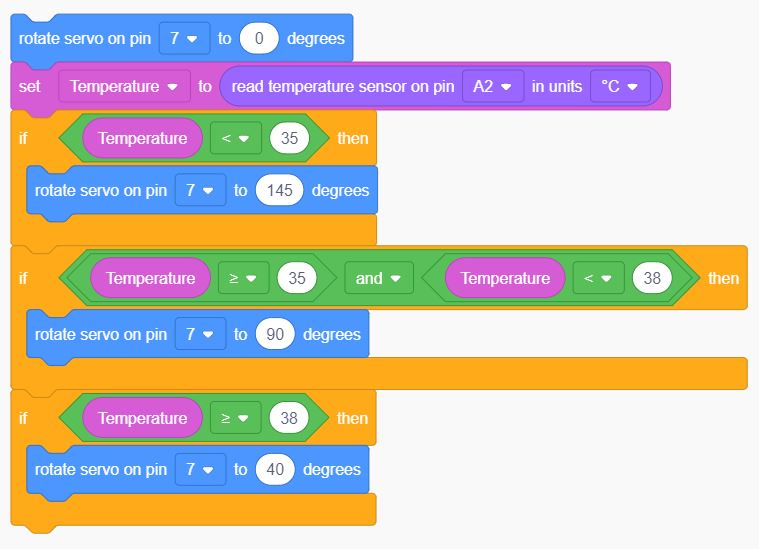 rotate servo on pin 7 to 0 degrees
set Temperature to read temperature sensor on pin A2 in units °C
if Temperature < 35 then
rotate servo on pin 7 to 145 degrees
if Temperature ≥ 35 and Temperature < 38 then
rotate servo on pin 7 to 90 degrees
if Temperature ≥ 38 then
rotate servo on pin 7 to 40 degrees